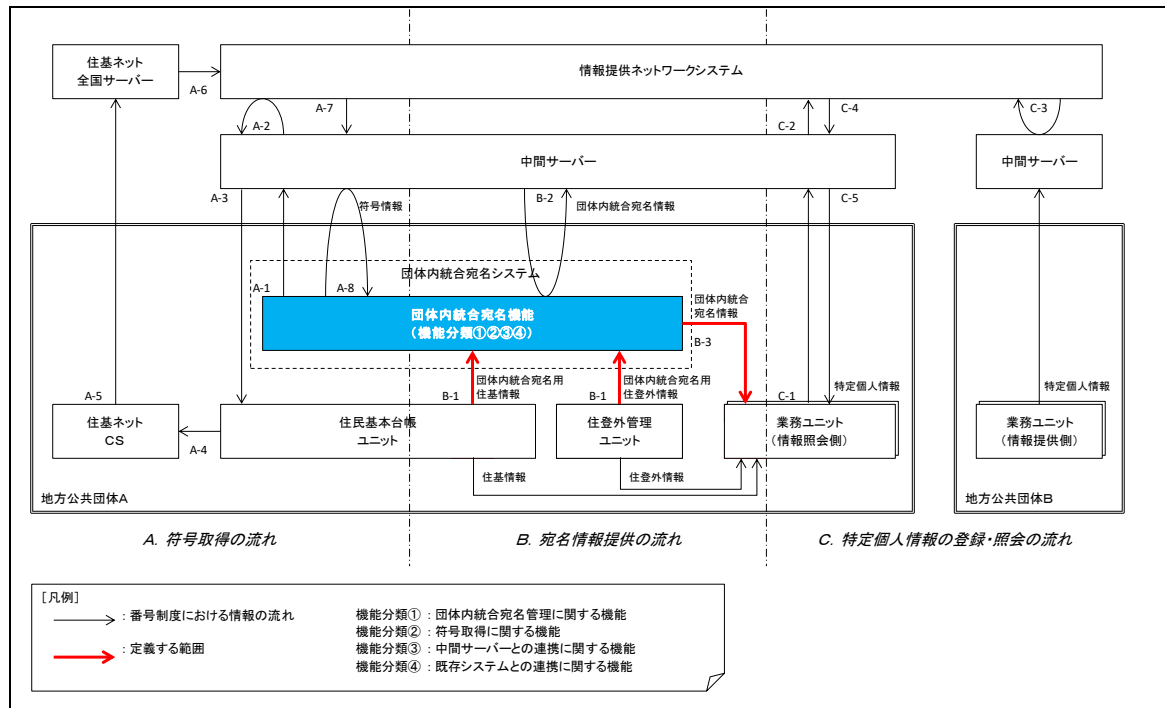 住基ネット
全国サーバー
情報提供ネットワークシステム
A-6
A-2
A-7
C-2
C-4
C-3
中間サーバー
中間サーバー
A-3
符号情報
B-2
団体内統合宛名情報
C-5
団体内統合宛名システム
A-1
A-8
団体内統合宛名機能
(機能分類①②③④)
団体内統合
宛名情報
B-3
A-5
B-1
団体内統合宛名用
住基情報
B-1
団体内統合宛名用
住登外情報
C-1
特定個人情報
特定個人情報
住基ネット
CS
A-4
住民基本台帳
ユニット
住登外管理
ユニット
業務ユニット
(情報照会側)
業務ユニット
(情報提供側)
住基情報
住登外情報
地方公共団体A
地方公共団体B
A. 符号取得の流れ
B. 宛名情報提供の流れ
C. 特定個人情報の登録・照会の流れ
[凡例]
:番号制度における情報の流れ
:定義する範囲
機能分類① :団体内統合宛名管理に関する機能
機能分類② :符号取得に関する機能
機能分類③ :中間サーバーとの連携に関する機能
機能分類④ :既存システムとの連携に関する機能